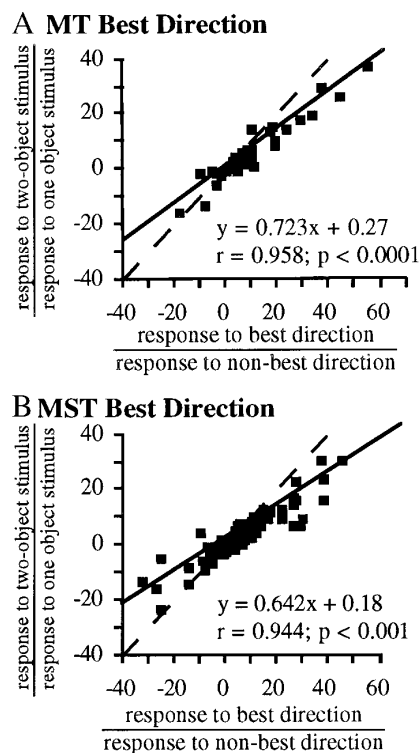 A MT Best Direction
response to two-object stimulus
response to one object stimulus
40
20
0
-20
-40
y = 0.723x + 0.27
r = 0.958; p < 0.0001
-40 -20 0 20 40 60
response to best direction
response to non-best direction
B MST Best Direction
response to two-object stimulus
response to one object stimulus
40
20
0
-20
-40
y = 0.642x + 0.18
r = 0.944; p < 0.001
-40 -20 0 20 40 60
response to best direction
response to non-best direction